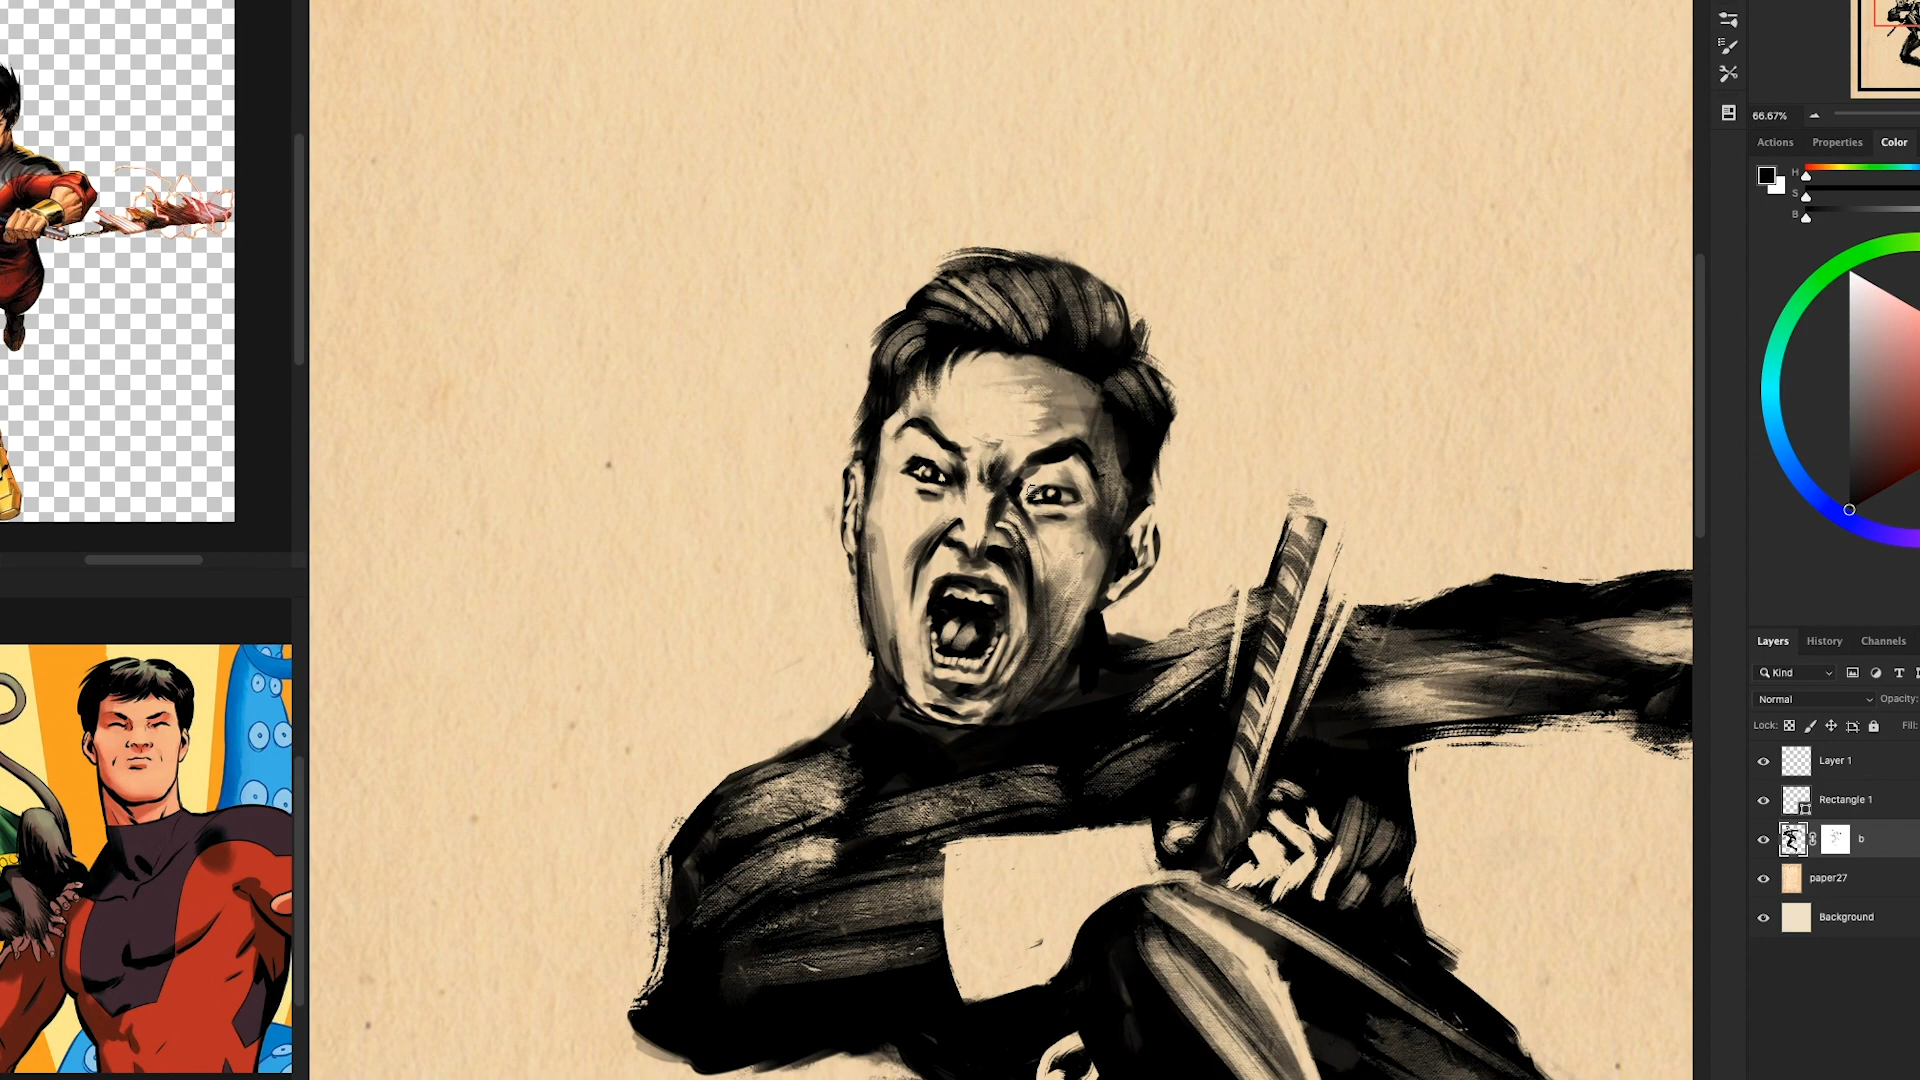 66.67%
Actions Properties Color
H
S
B
Layers History Channels
Kind
Normal Opacity:
Lock: Fill:
Layer 1
Rectangle 1
b
paper27
Background